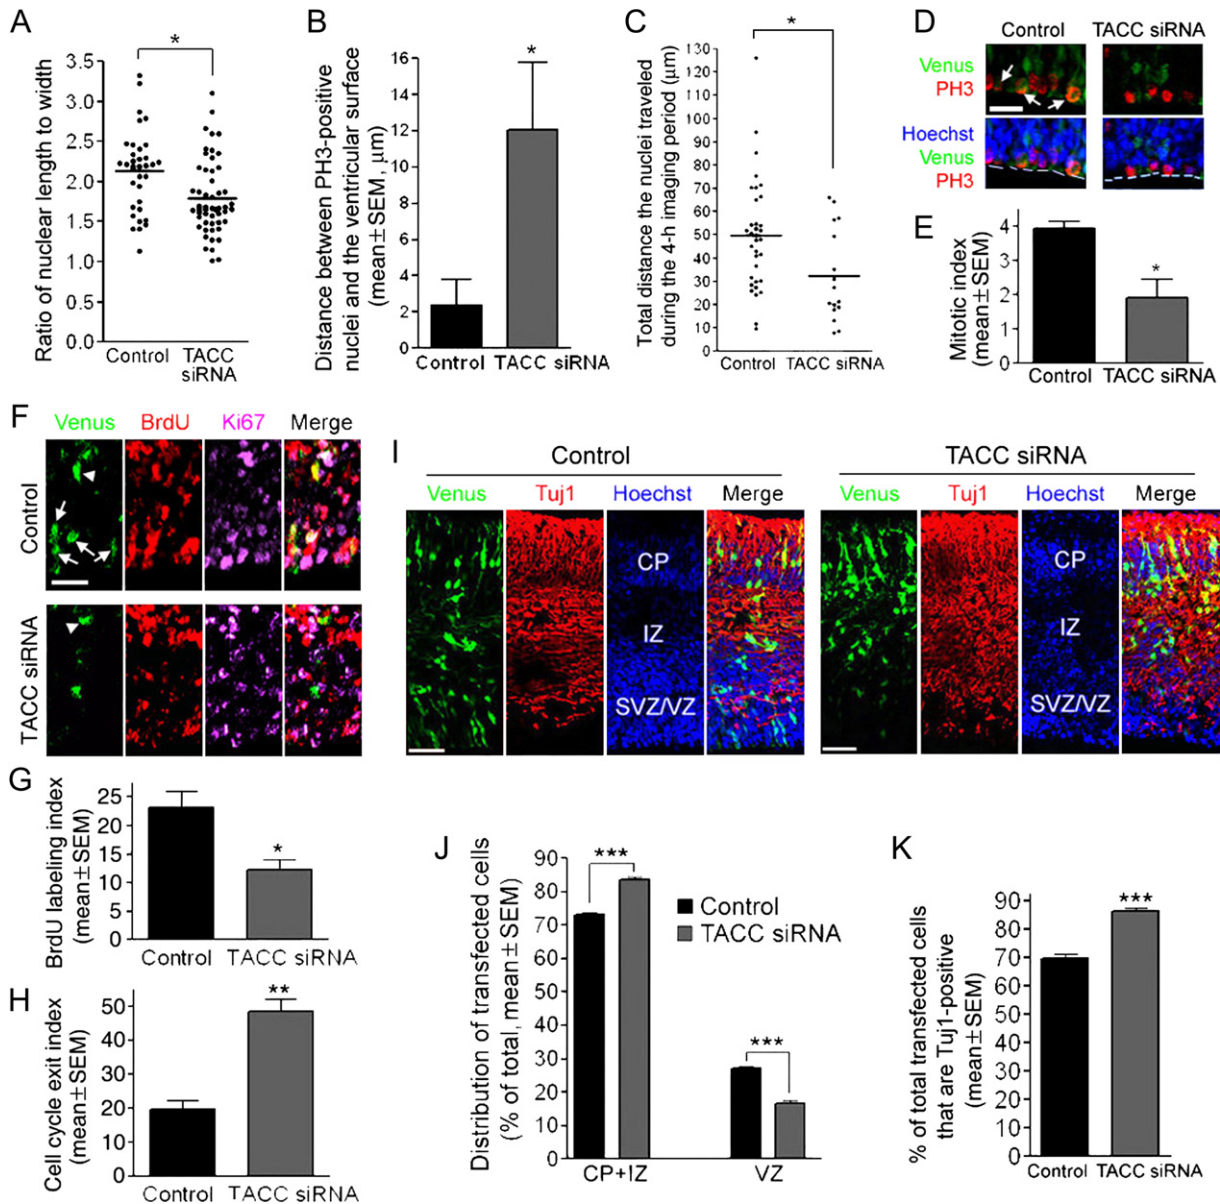 A
*
Ratio of nuclear length to width
3.5
3.0
2.5
2.0
1.5
1.0
0.5
0.0
Control
TACC
siRNA
B
*
Distance between PH3-positive
nuclei and the ventricular surface
(mean±SEM, μm)
16
14
12
10
8
6
4
2
0
Control
TACC siRNA
C
*
Total distance the nuclei traveled
during the 4-h imaging period (μm)
130
120
110
100
90
80
70
60
50
40
30
20
10
0
Control
TACC siRNA
D
Control
TACC siRNA
Venus
PH3
Hoechst
Venus
PH3
E
*
Mitotic index
(mean±SEM)
4
3
2
1
0
Control
TACC siRNA
F
Venus
BrdU
Ki67
Merge
Control
TACC siRNA
G
*
BrdU labeling index
(mean±SEM)
25
20
15
10
5
0
Control
TACC siRNA
H
**
Cell cycle exit index
(mean±SEM)
50
40
30
20
10
0
Control
TACC siRNA
I
Control
TACC siRNA
Venus
Tuj1
Hoechst
Merge
Venus
Tuj1
Hoechst
Merge
CP
IZ
SVZ/VZ
CP
IZ
SVZ/VZ
J
***
***
Distribution of transfected cells
(% of total, mean±SEM)
90
80
70
60
50
40
30
20
10
0
CP+IZ
VZ
Control
TACC siRNA
K
***
% of total transfected cells
that are Tuj1-positive
(mean±SEM)
90
80
70
60
50
40
30
20
10
0
Control
TACC siRNA